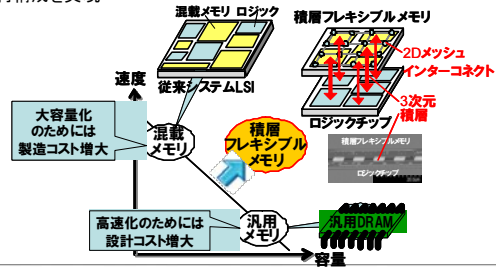 混載メモリ ロジック
従来システムLSI
積層フレキシブルメモリ
2Dメッシュ
インターコネクト
3次元
積層
ロジックチップ
積層フレキシブルメモリ
ロジックチップ
速度
大容量化
のためには
製造コスト増大
混載
メモリ
積層
フレキシブル
メモリ
高速化のためには
設計コスト増大
汎用
メモリ
汎用DRAM
容量